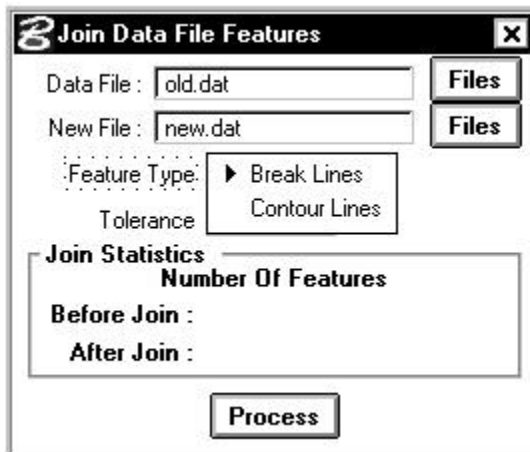 Join Data File Features
Data File : old.dat Files
New File : new.dat Files
Feature Type: Break Lines
Contour Lines
Tolerance
Join Statistics
Number Of Features
Before Join :
After Join :
Process